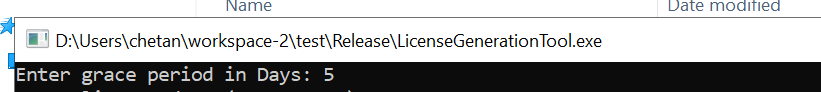 Name Date modified
D:\Users\chetan\workspace-2\test\Release\LicenseGenerationTool.exe
Enter grace period in Days: 5